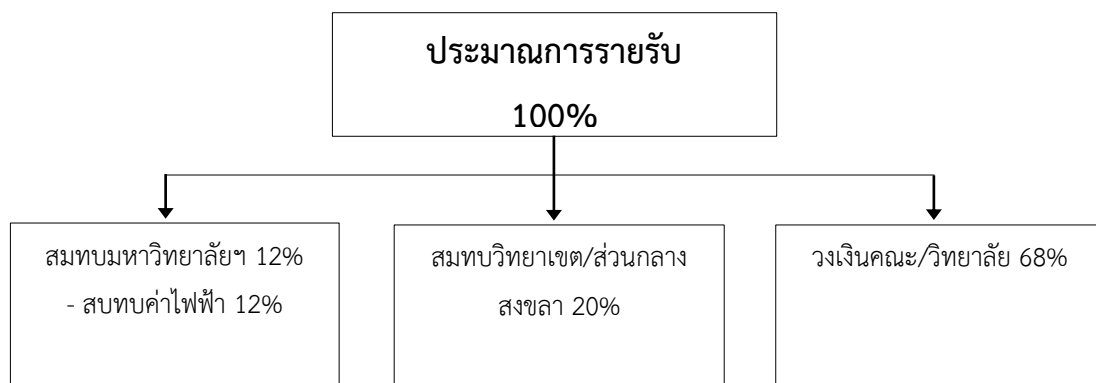 ประมาณการรายรับ
100%
สมทบมหาวิทยาลัยฯ 12%
- สบทบค่าไฟฟ้า 12%
สมทบวิทยาเขต/ส่วนกลาง
สงขลา 20%
วงเงินคณะ/วิทยาลัย 68%